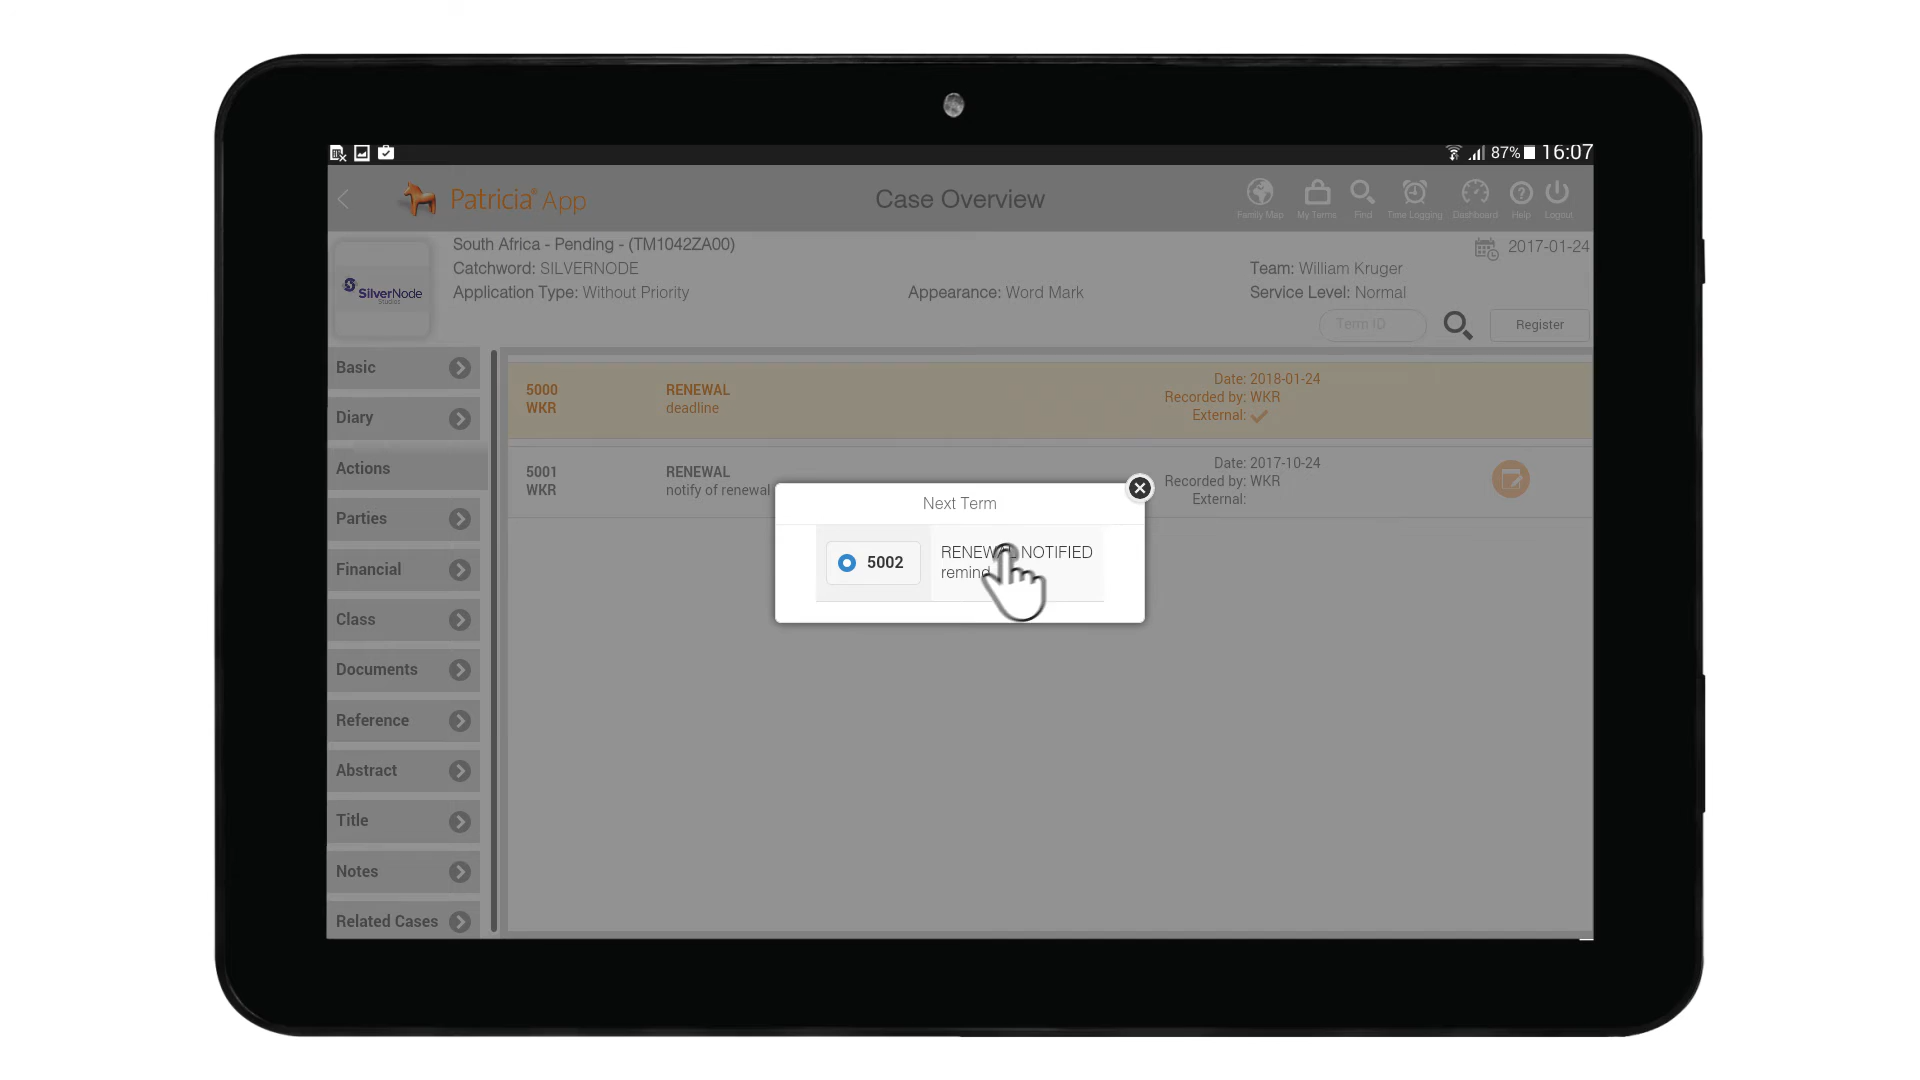 87% 16:07
Patricia® App
Case Overview
Family Map My Terms Find Time Logging Dashboard Help Logout
South Africa - Pending - (TM1042ZA00)
2017-01-24
Catchword: SILVERNODE
Team: William Kruger
Application Type: Without Priority
Appearance: Word Mark
Service Level: Normal
SilverNode
Studios
Term ID
Register
Basic
Diary
Actions
Parties
Financial
Class
Documents
Reference
Abstract
Title
Notes
Related Cases
5000
WKR
RENEWAL
deadline
Date: 2018-01-24
Recorded by: WKR
External:
5001
WKR
RENEWAL
notify of renewal
Date: 2017-10-24
Recorded by: WKR
External:
Next Term
5002
RENEWAL NOTIFIED
remind